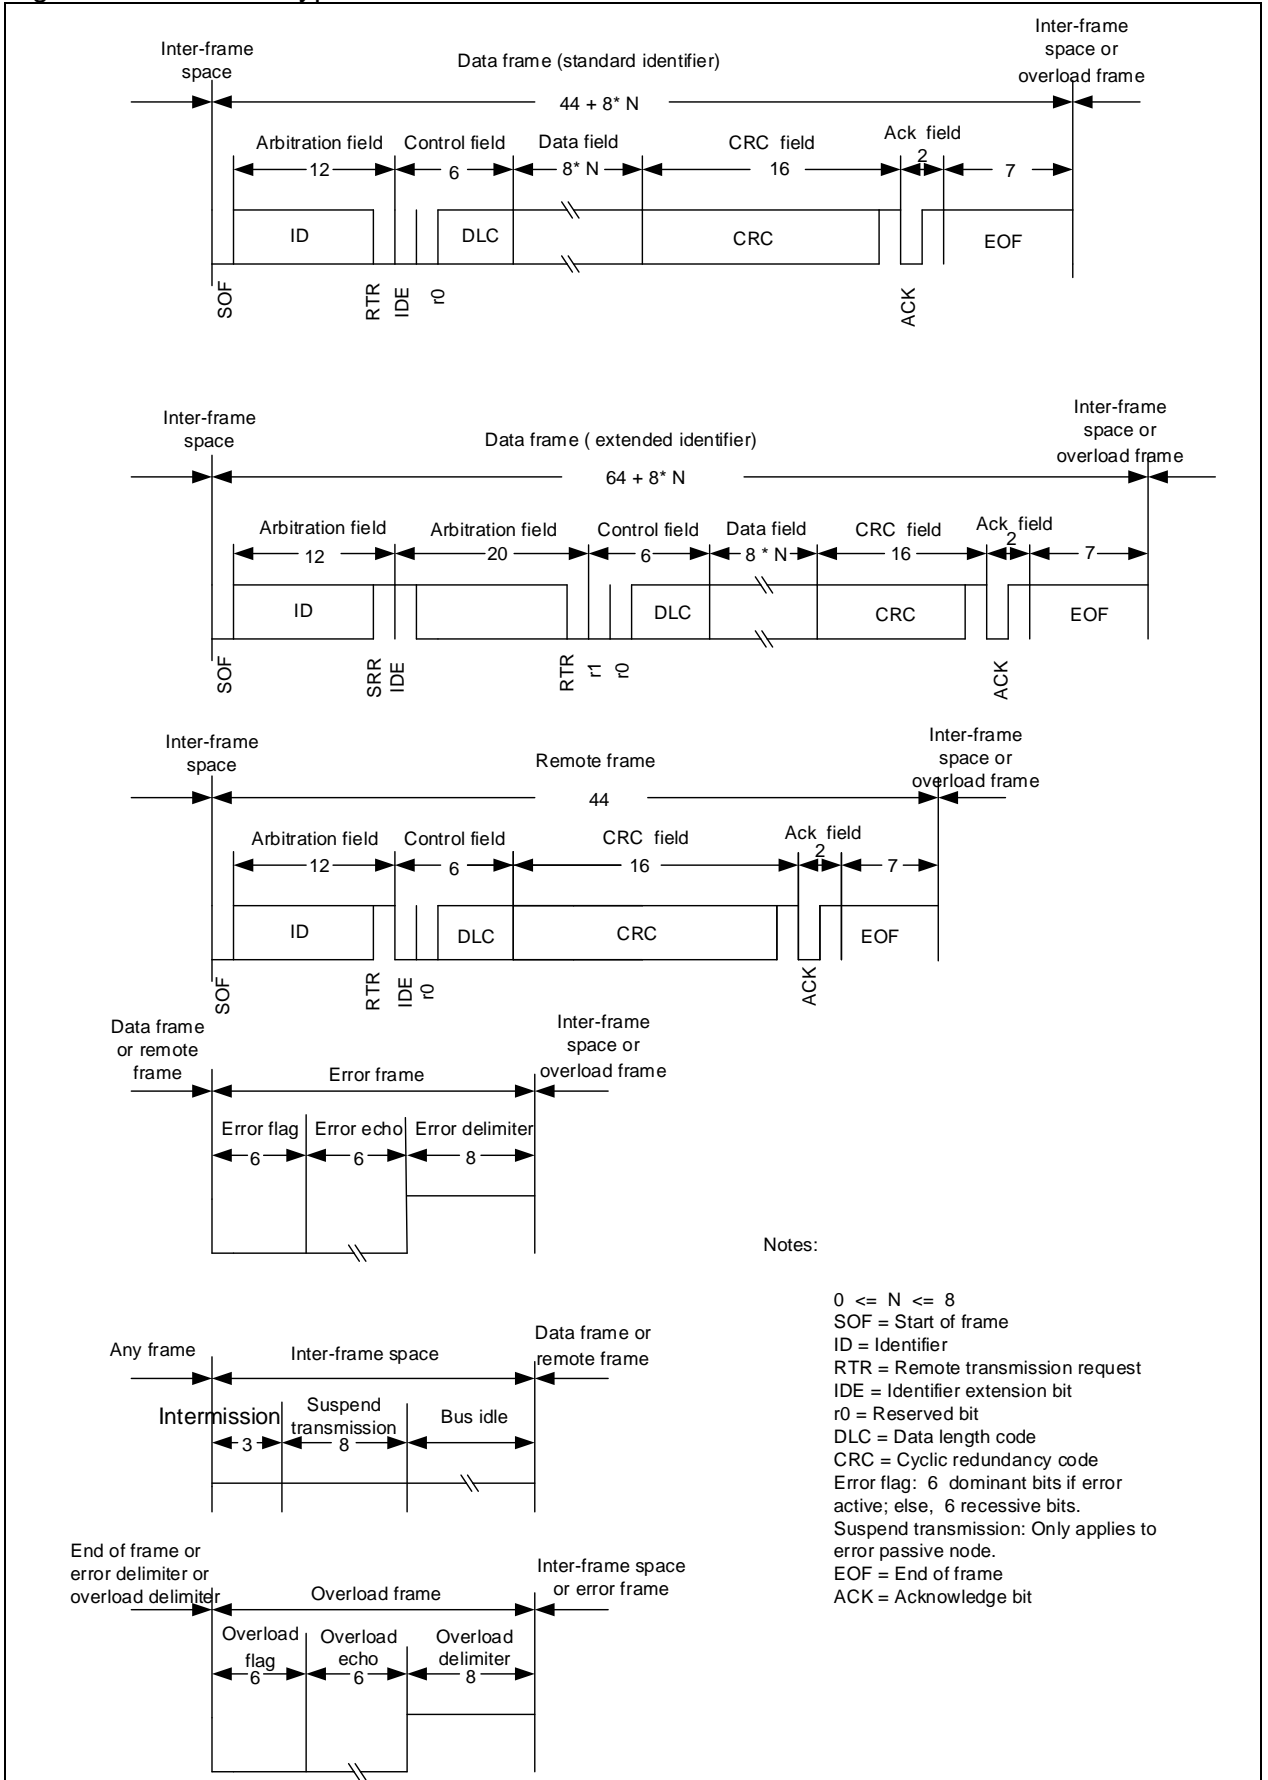 Inter-frame
space
Data frame (standard identifier)
Inter-frame
space or
overload frame
44 + 8* N
Arbitration field
Control field
Data field
CRC field
Ack field
12
6
8* N
16
2
7
ID
DLC
CRC
EOF
SOF
RTR
IDE
r0
ACK
Inter-frame
space
Data frame ( extended identifier)
Inter-frame
space or
overload frame
64 + 8* N
Arbitration field
Arbitration field
Control field
Data field
CRC field
Ack field
12
20
6
8 * N
16
2
7
ID
DLC
CRC
EOF
SOF
SRR
IDE
RTR
r1
r0
ACK
Inter-frame
space
Remote frame
Inter-frame
space or
overload frame
44
Arbitration field
Control field
CRC field
Ack field
12
6
16
2
7
ID
DLC
CRC
EOF
SOF
RTR
IDE
r0
ACK
Data frame
or remote
frame
Error frame
Inter-frame
space or
overload frame
Error flag
Error echo
Error delimiter
6
6
8
Any frame
Inter-frame space
Data frame or
remote frame
Intermission
Suspend
transmission
Bus idle
3
8
End of frame or
error delimiter or
overload delimiter
Overload frame
Inter-frame space
or error frame
Overload
flag
Overload
echo
Overload
delimiter
6
6
8
Notes:
0 <= N <= 8
SOF = Start of frame
ID = Identifier
RTR = Remote transmission request
IDE = Identifier extension bit
r0 = Reserved bit
DLC = Data length code
CRC = Cyclic redundancy code
Error flag: 6 dominant bits if error
active; else, 6 recessive bits.
Suspend transmission: Only applies to
error passive node.
EOF = End of frame
ACK = Acknowledge bit